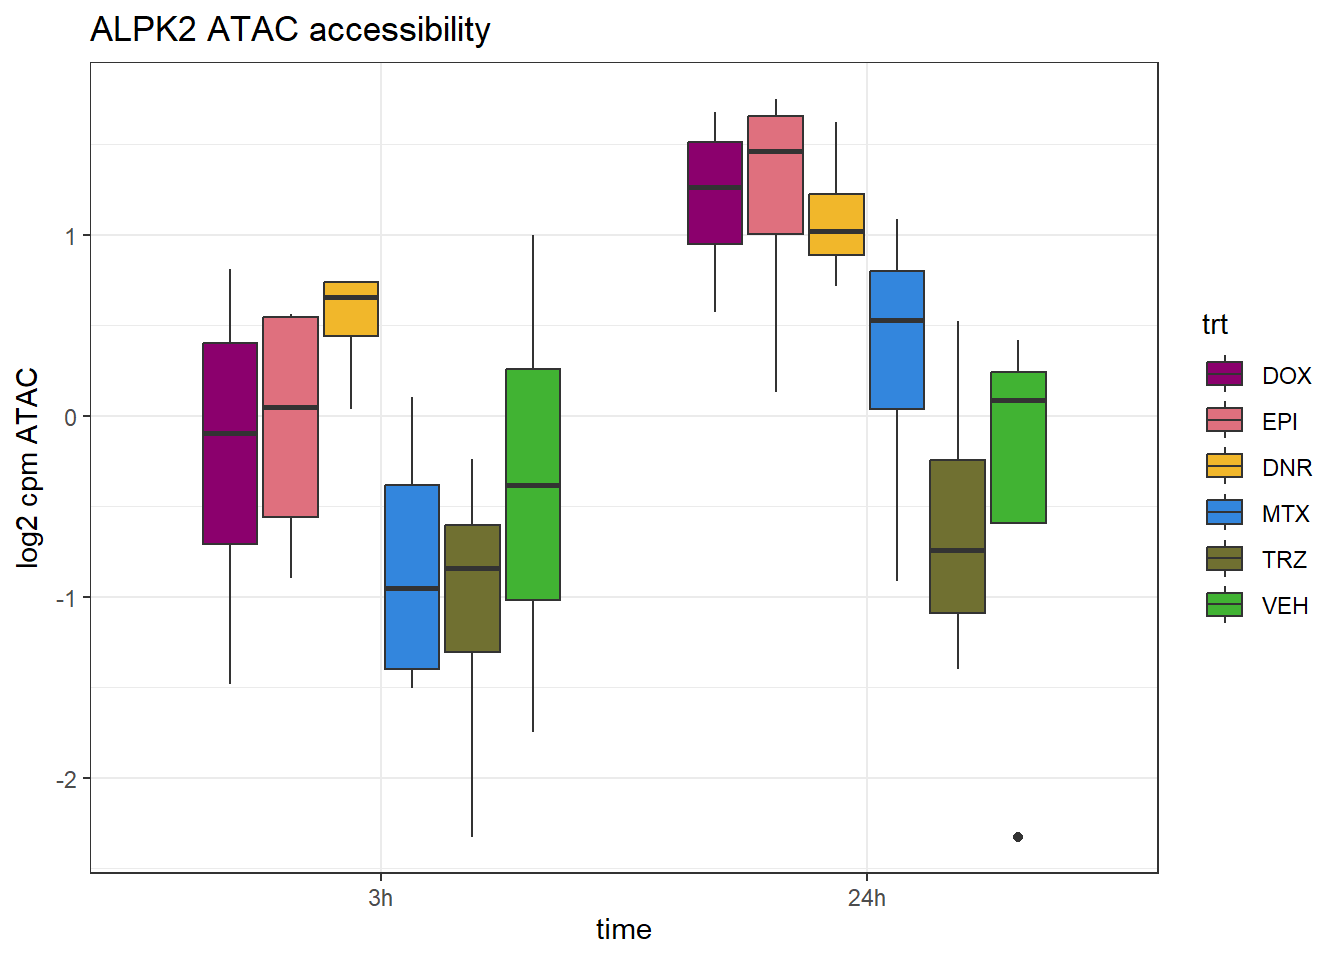 ALPK2 ATAC accessibility
log2 cpm ATAC
1
0
-1
-2
3h
24h
time
trt
DOX
EPI
DNR
MTX
TRZ
VEH